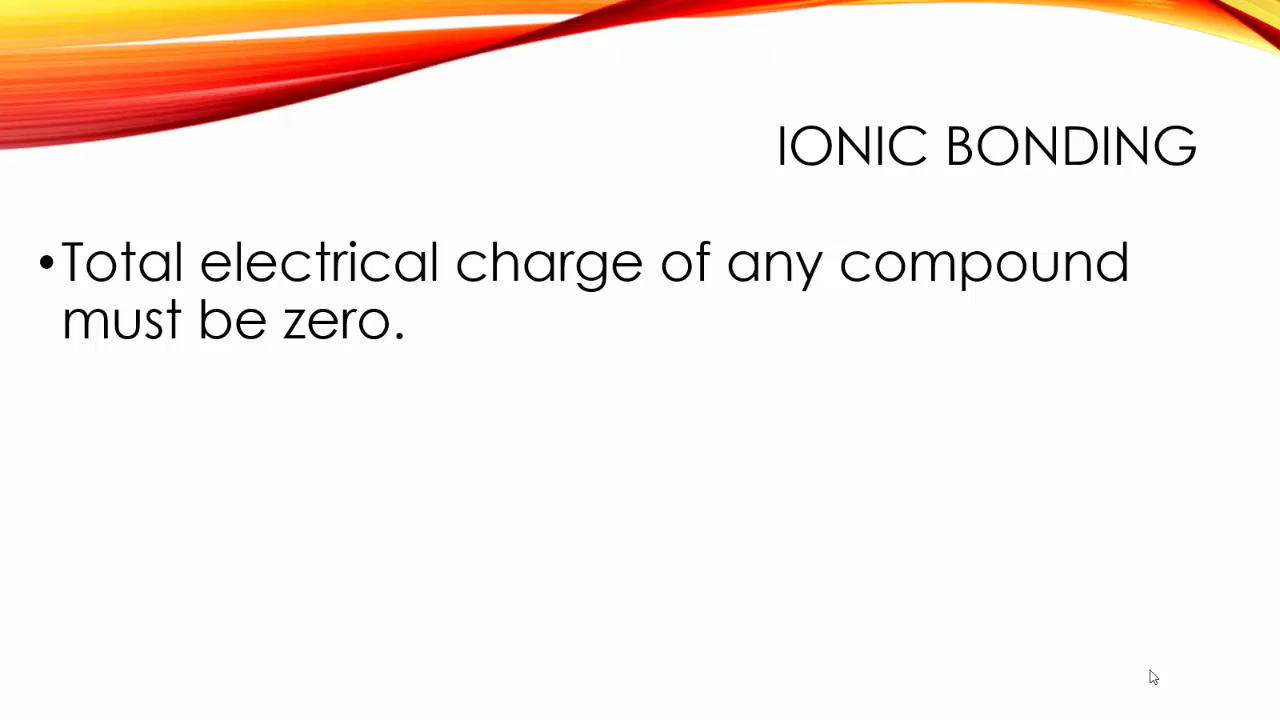 IONIC BONDING
•Total electrical charge of any compound
must be zero.